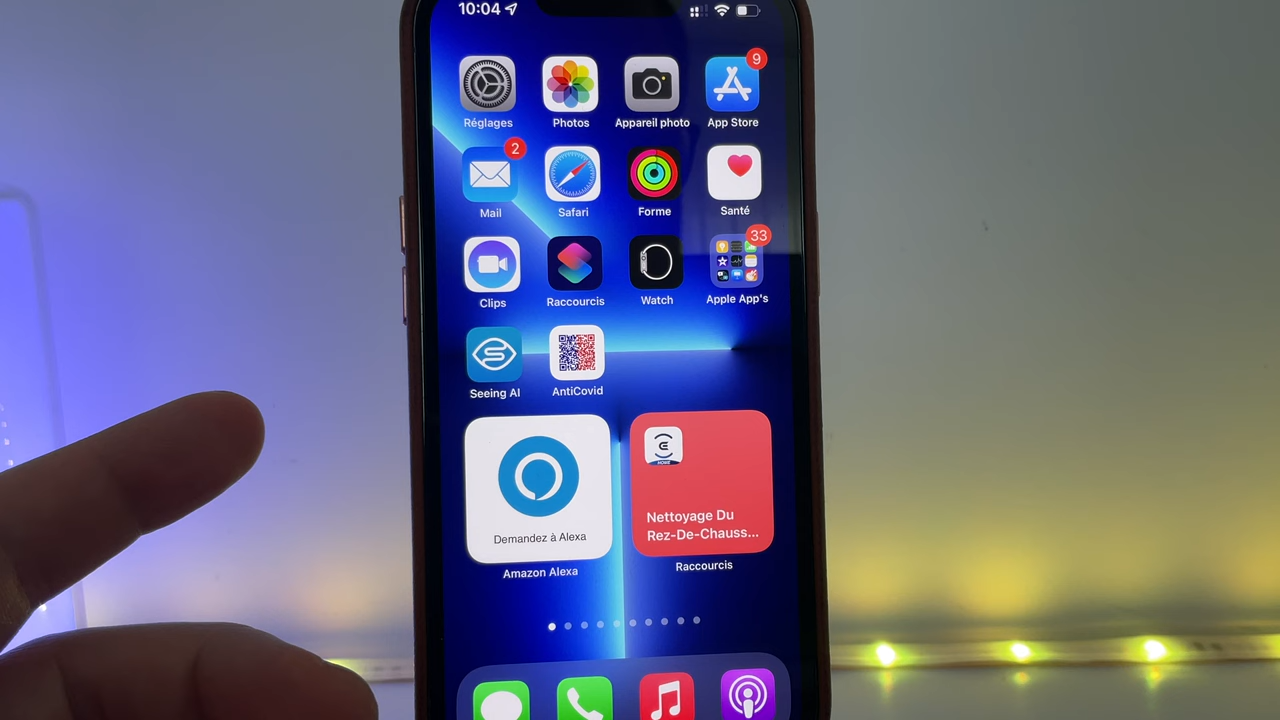 10:04
9
Réglages
Photos
Appareil photo
App Store
2
Mail
Safari
Forme
Santé
33
Clips
Raccourcis
Watch
Apple App's
Seeing AI
AntiCovid
HOME
Demandez à Alexa
Nettoyage Du
Rez-De-Chauss...
Amazon Alexa
Raccourcis